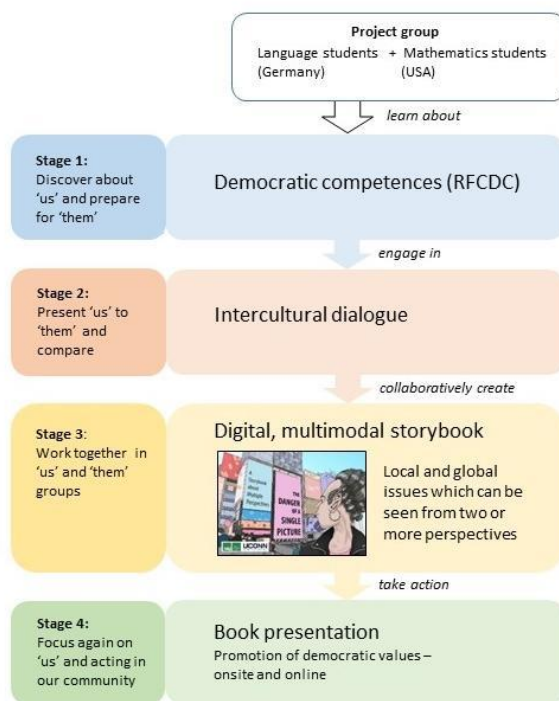 Project group
Language students + Mathematics students
(Germany) (USA)
learn about
Stage 1:
Discover about
‘us’ and prepare
for ‘them’
Democratic competences (RFCDC)
engage in
Stage 2:
Present ‘us’ to
‘them’ and
compare
Intercultural dialogue
collaboratively create
Stage 3:
Work together in
‘us’ and ‘them’
groups
Digital, multimodal storybook
THE
DANGER
OF A
SINGLE
PICTURE
UCONN
Local and global
issues which can be
seen from two or
more perspectives
take action
Stage 4:
Focus again on
‘us’ and acting in
our community
Book presentation
Promotion of democratic values –
onsite and online